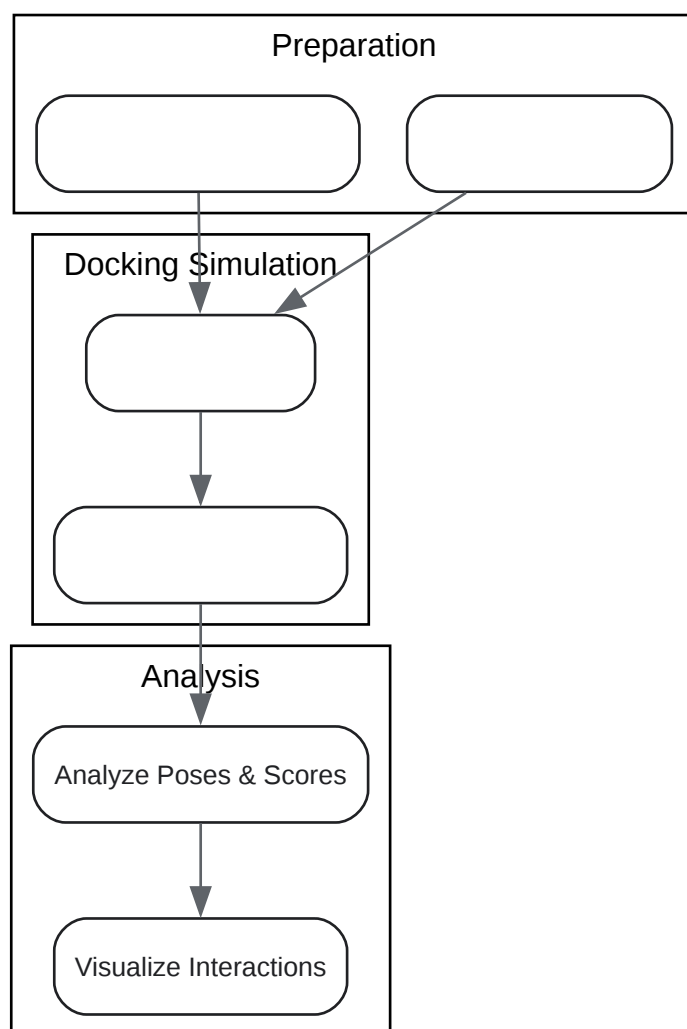 Preparation
Docking Simulation
Analysis
Analyze Poses & Scores
Visualize Interactions